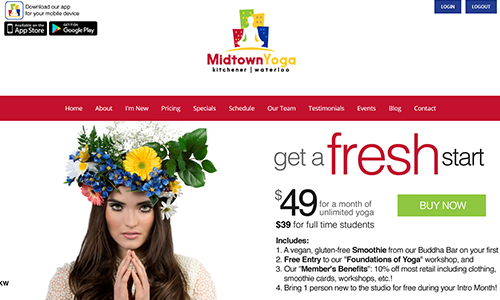 Download our app
for your mobile device
Available on the
App Store
GET IT ON
Google Play
LOGIN
LOGOUT
MidtownYoga
kitchener | waterloo
Home About I'm New Pricing Specials Schedule Our Team Testimonials Events Blog Contact
get a fresh start
$49 for a month of
unlimited yoga
$39 for full time students
BUY NOW
Includes:
1. A vegan, gluten-free Smoothie from our Buddha Bar on your first
2. Free Entry to our "Foundations of Yoga" workshop, and
3. Our "Member's Benefits": 10% off most retail including clothing,
smoothie cards, workshops, etc.!
4. Bring 1 person new to the studio for free during your Intro Month!
KW